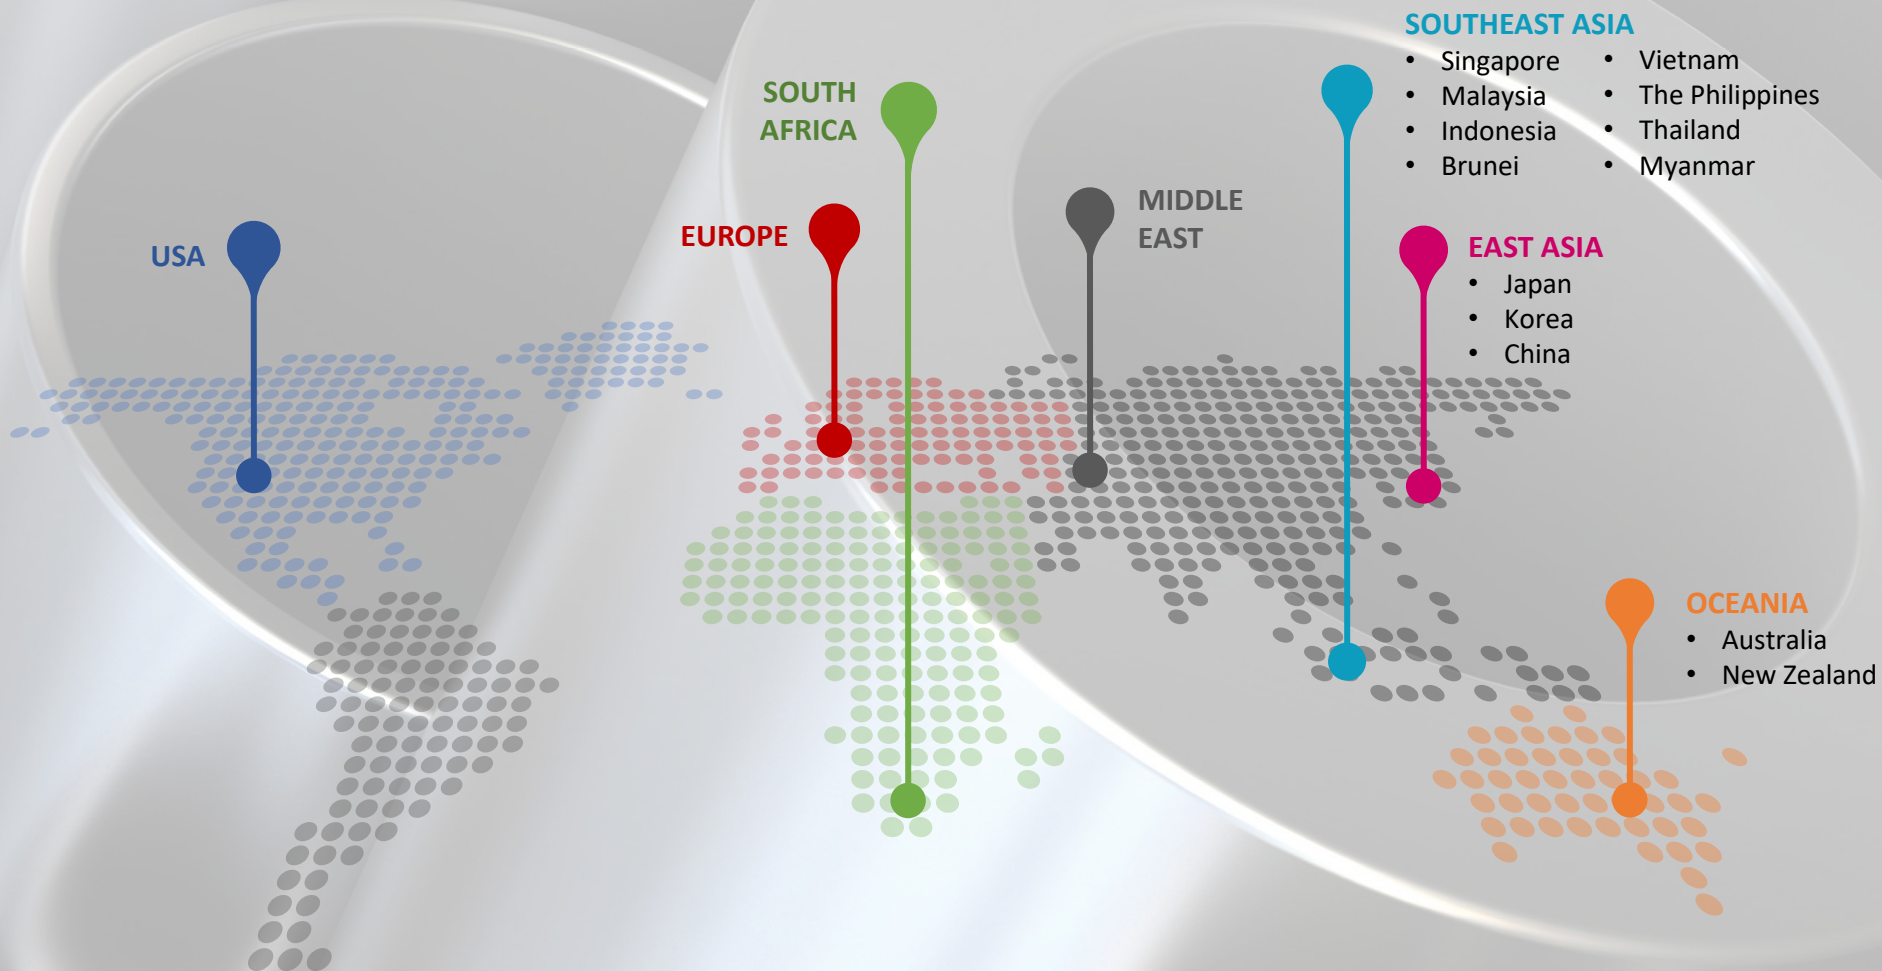 USA
SOUTH
AFRICA
EUROPE
MIDDLE
EAST
SOUTHEAST ASIA
• Singapore
• Malaysia
• Indonesia
• Brunei
• Vietnam
• The Philippines
• Thailand
• Myanmar
EAST ASIA
• Japan
• Korea
• China
OCEANIA
• Australia
• New Zealand